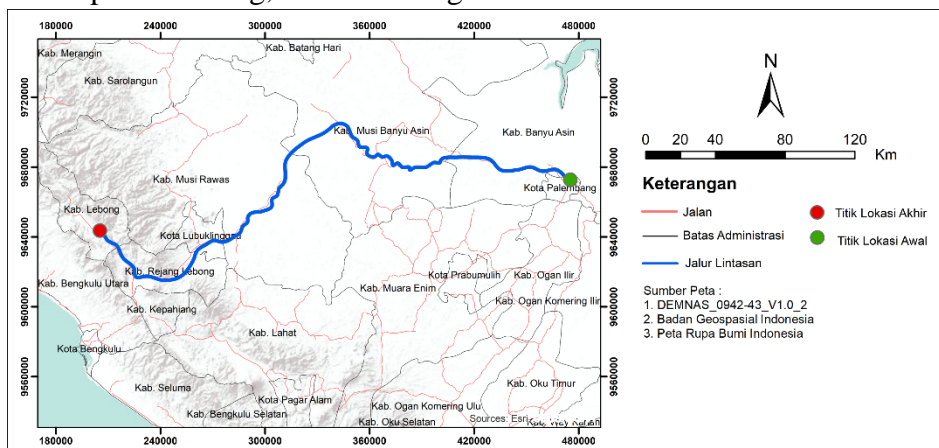 180000 240000 300000 360000 420000 480000
Kab. Merangin
Kab. Batang Hari
Kab. Sarolangun
9720000
9720000
Kab. Musi Banyu Asin
Kab. Banyu Asin
9680000
9680000
Kab. Musi Rawas
Kota Palembang
Kab. Lebong
Kota Lubuklinggau
9640000
9640000
Kab. Rejang Lebong
Kab. Bengkulu Utara
Kab. Muara Enim
Kota Prabumulih
Kab. Ogan Ilir
Kab. Ogan Komering Ilir
9600000
9600000
Kab. Kepahiang
Kab. Lahat
Kota Bengkulu
9560000
9560000
Kab. Seluma
Kab. Oku Timur
Kota Pagar Alam
Kab. Ogan Komering Ulu
Kab. Bengkulu Selatan
Kab. Oku Selatan
Sources: Esri
180000 240000 300000 360000 420000 480000
N
0 20 40 80 120
Km
Keterangan
Jalan
Titik Lokasi Akhir
Batas Administrasi
Titik Lokasi Awal
Jalur Lintasan
Sumber Peta :
1. DEMNAS_0942-43_V1.0_2
2. Badan Geospasial Indonesia
3. Peta Rupa Bumi Indonesia